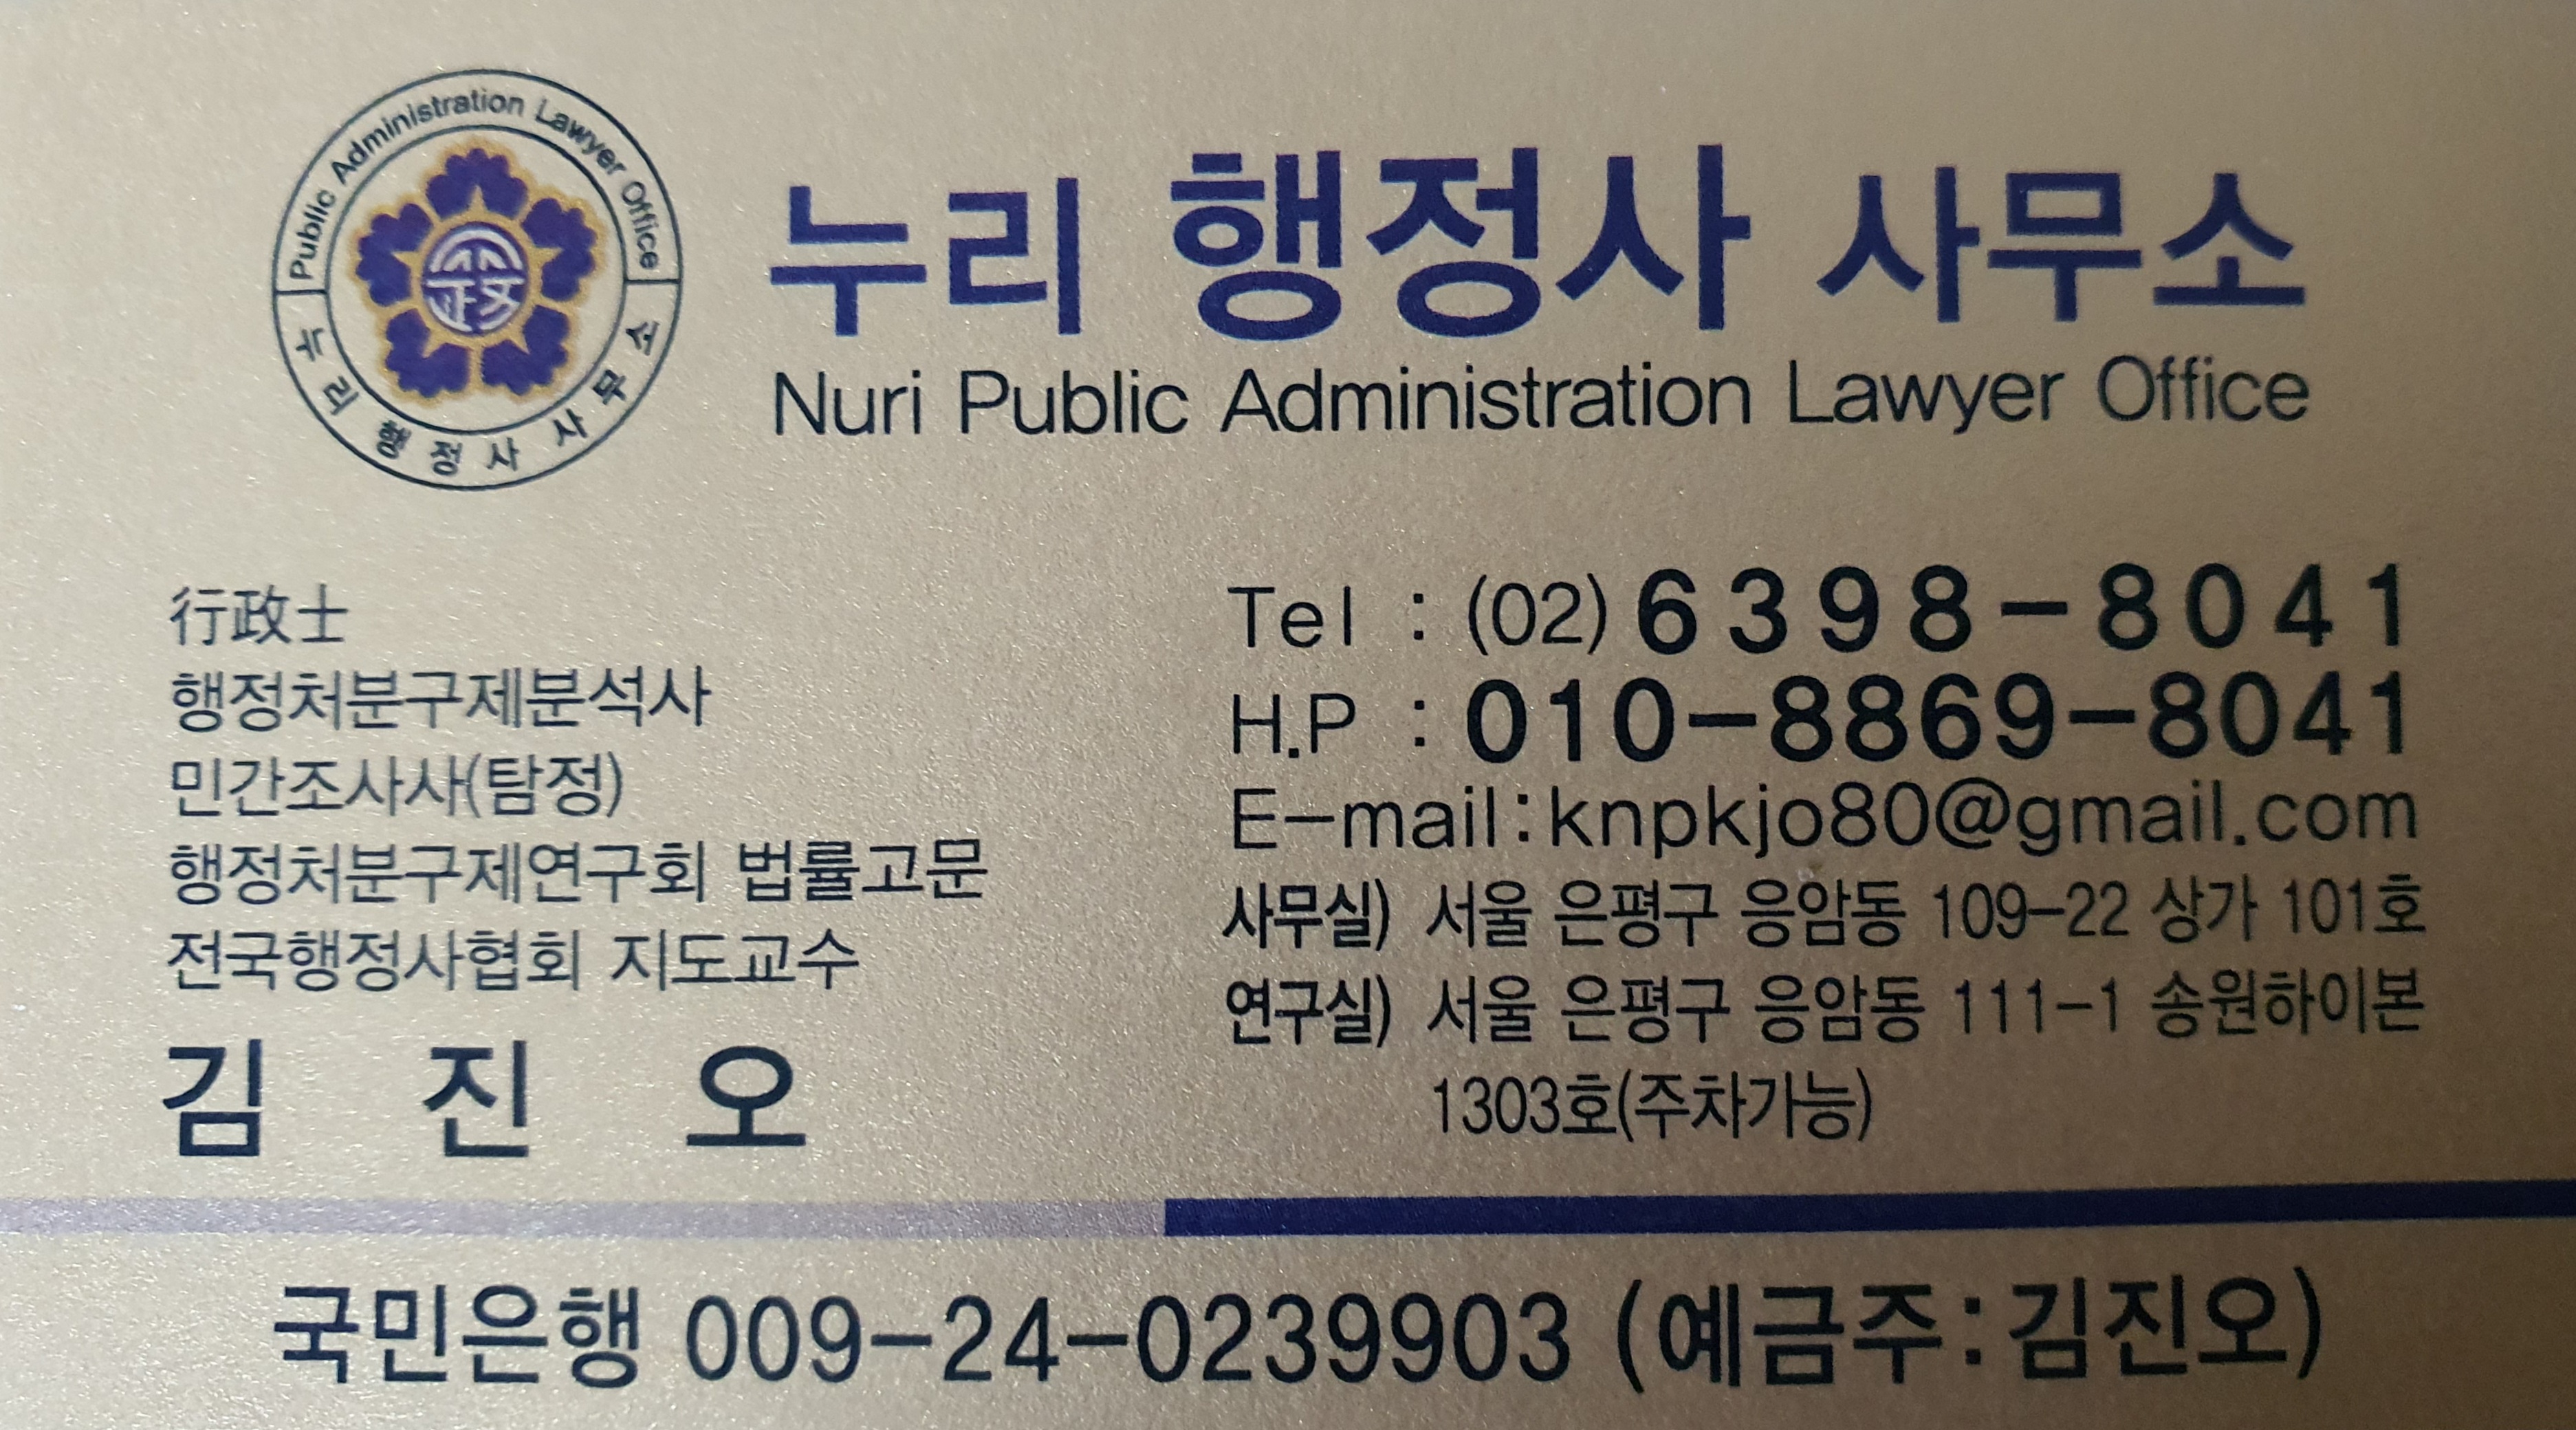 Public Administration Lawyer Office
누리행정사사무소
누리 행정사 사무소
Nuri Public Administration Lawyer Office
行政士
행정처분구제분석사
민간조사사(탐정)
행정처분구제연구회 법률고문
전국행정사협회 지도교수
김 진 오
Tel : (02) 6398-8041
H.P : 010-8869-8041
E-mail:knpkjo80@gmail.com
사무실) 서울 은평구 응암동 109-22 상가 101호
연구실) 서울 은평구 응암동 111-1 송원하이본
1303호(주차가능)
국민은행 009-24-0239903 (예금주:김진오)